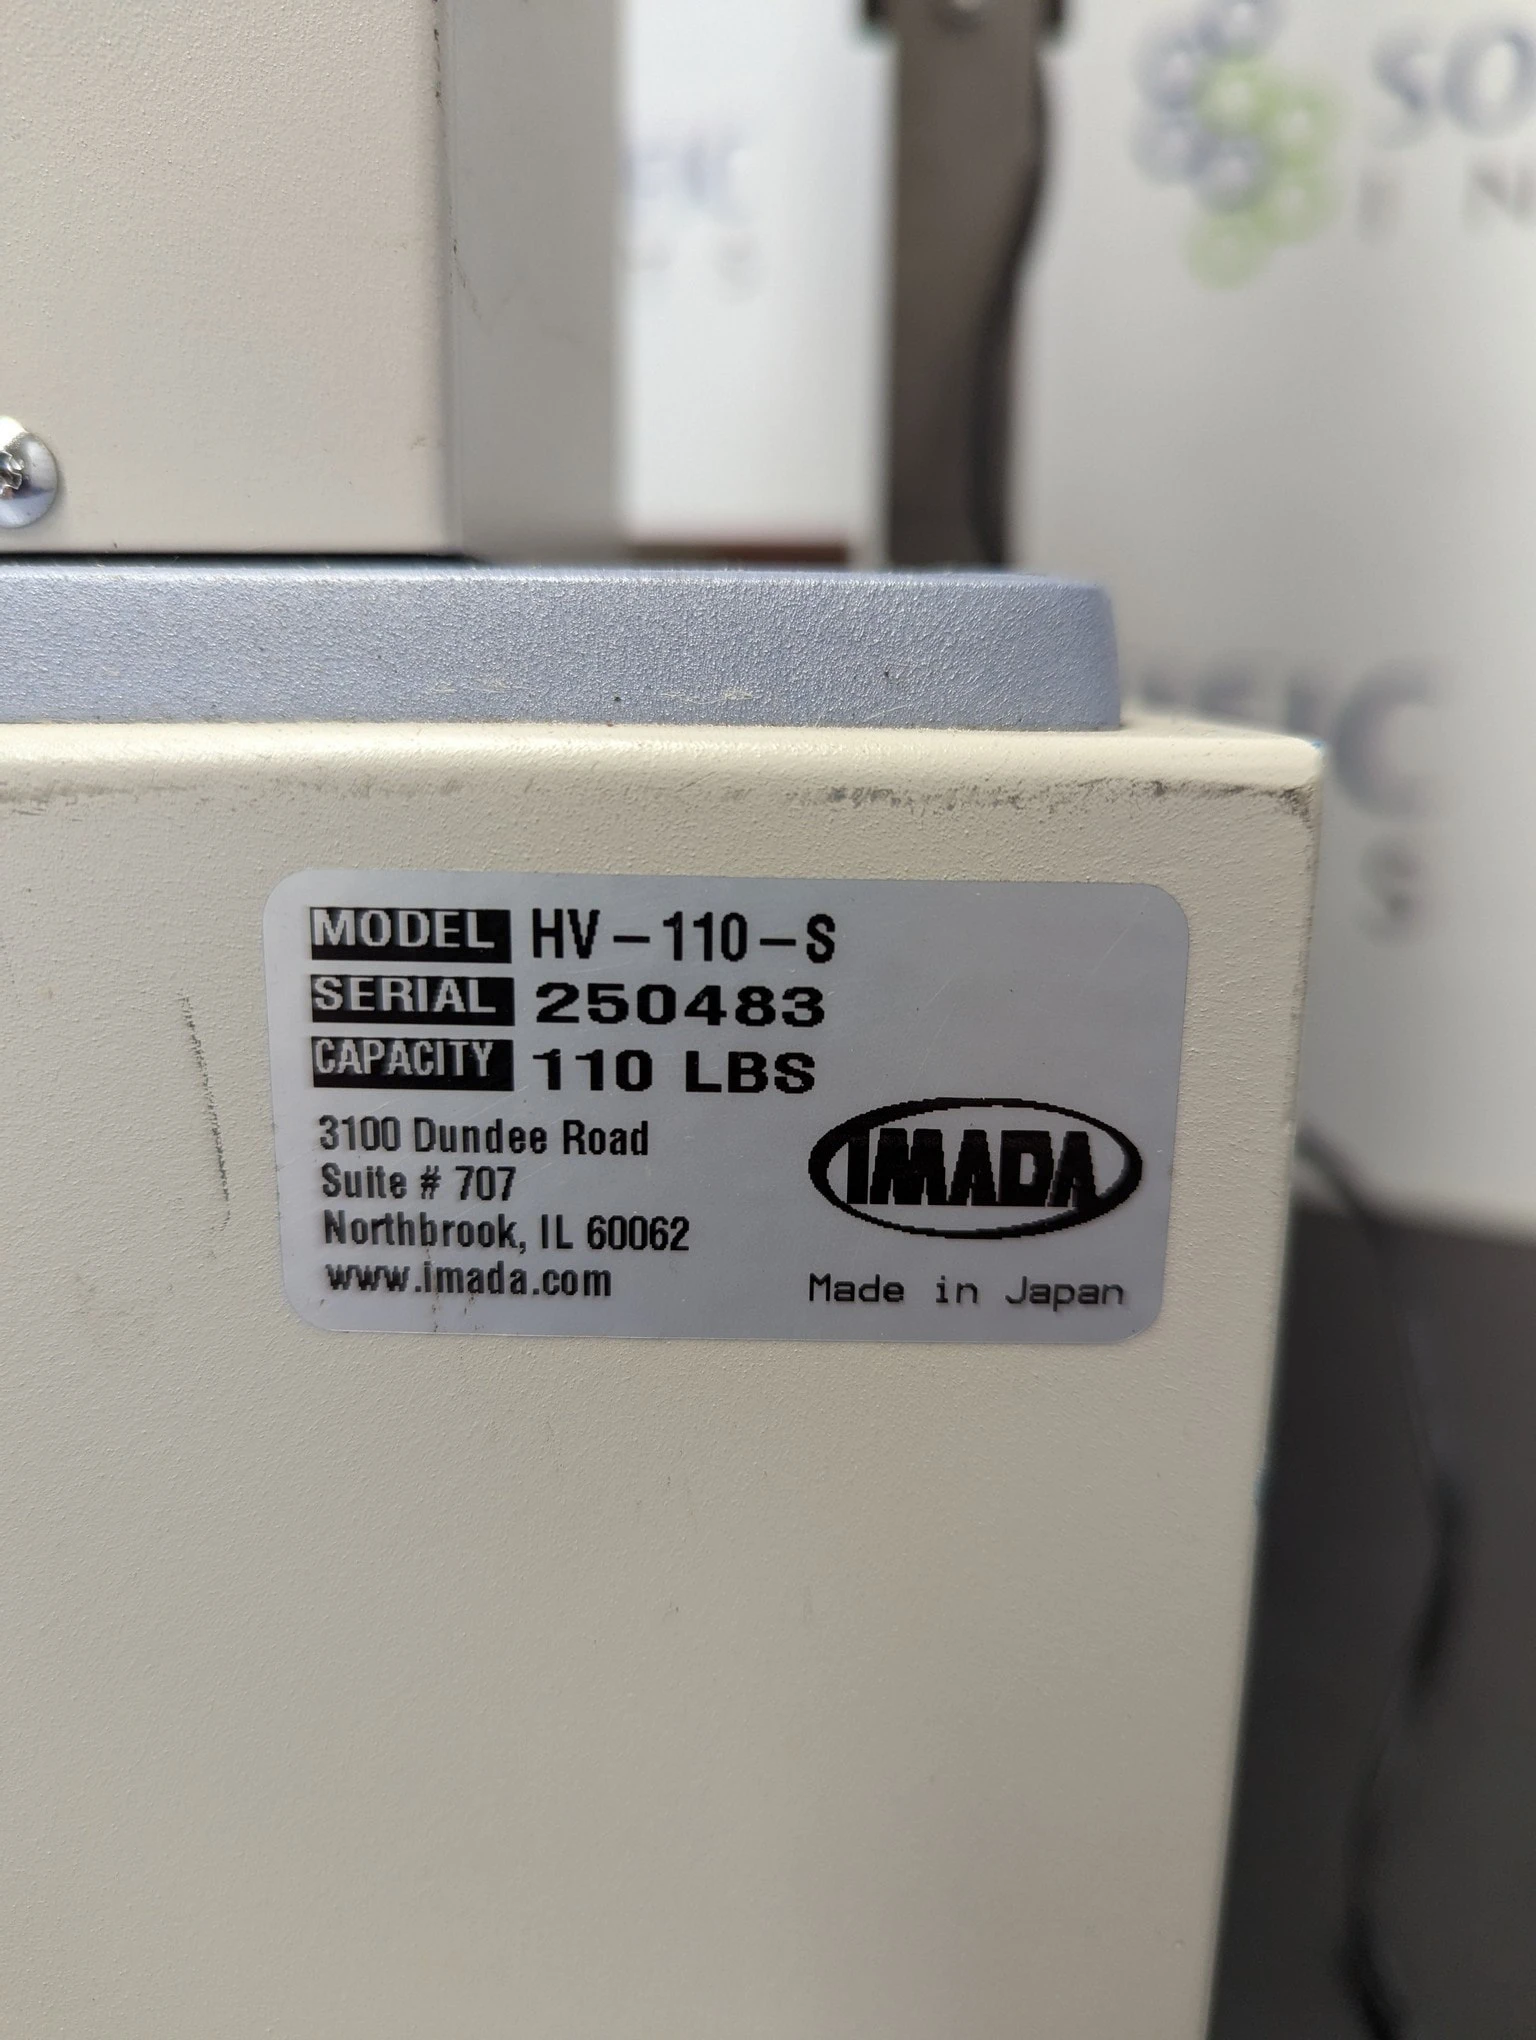 MODEL HV-110-S
SERIAL 250483
CAPACITY 110 LBS
3100 Dundee Road
Suite # 707
Northbrook, IL 60062
www.imada.com
IMADA
Made in Japan